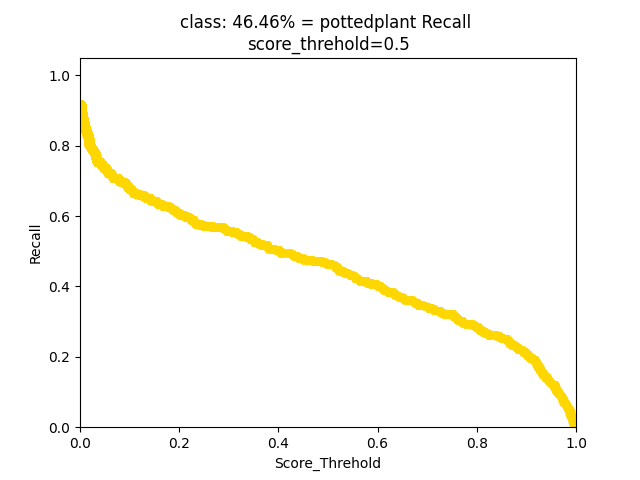 class: 46.46% = pottedplant Recall
score_threhold=0.5
1.0
0.8
0.6
0.4
0.2
0.0
Recall
0.0 0.2 0.4 0.6 0.8 1.0
Score_Threhold